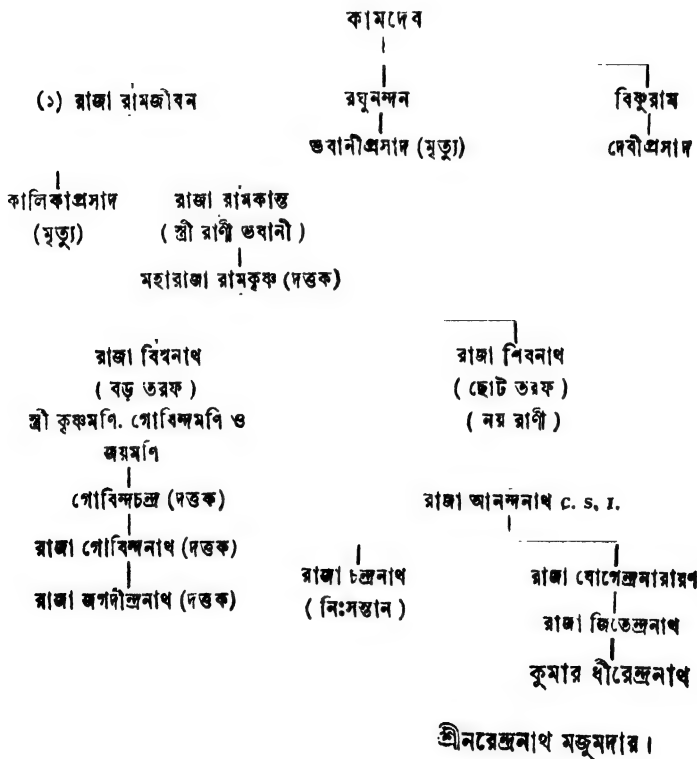 কামদেব
(১) রাজা রামজীবন রঘুনন্দন বিষ্ণুরাম
ভবানীপ্রসাদ (মৃত্যু) দেবীপ্রসাদ
কালিকাপ্রসাদ রাজা রামকান্ত
(মৃত্যু) ( স্ত্রী রাণী ভবানী )
মহারাজা রামকৃষ্ণ (দত্তক)
রাজা বিশ্বনাথ রাজা শিবনাথ
( বড় তরফ ) ( ছোট তরফ )
স্ত্রী কৃষ্ণমণি. গোবিন্দমণি ও ( নয় রাণী )
জয়মণি
গোবিন্দচন্দ্র (দত্তক) রাজা আনন্দনাথ C. S. I.
রাজা গোবিন্দনাথ (দত্তক) রাজা চন্দ্রনাথ রাজা যোগেন্দ্রনারায়ণ
রাজা জগদীন্দ্রনাথ (দত্তক) ( নিঃসন্তান ) রাজা জিতেন্দ্রনাথ
কুমার ধীরেন্দ্রনাথ
শ্রীনরেন্দ্রনাথ মজুমদার।